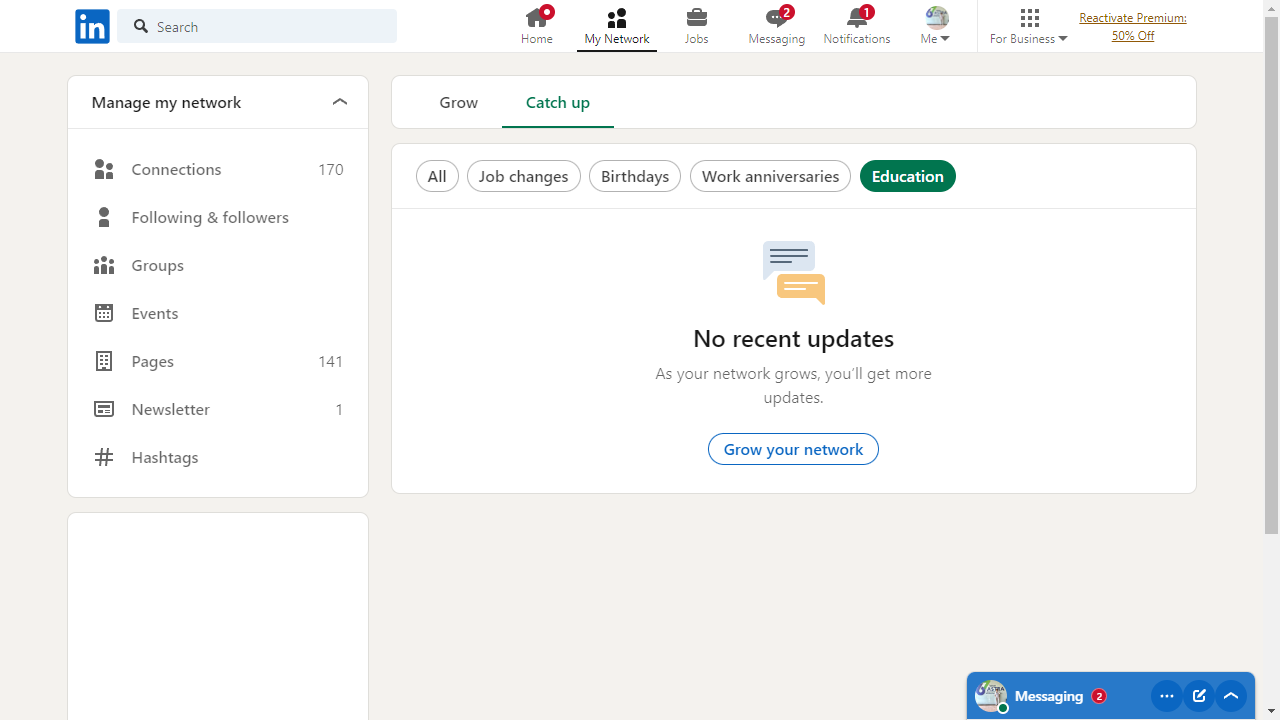 in
Search
Home
My Network
Jobs
2
Messaging
1
Notifications
Me
For Business
Reactivate Premium:
50% Off
Manage my network
Connections 170
Following & followers
Groups
Events
Pages 141
Newsletter 1
Hashtags
Grow
Catch up
All
Job changes
Birthdays
Work anniversaries
Education
No recent updates
As your network grows, you'll get more
updates.
Grow your network
Messaging 2